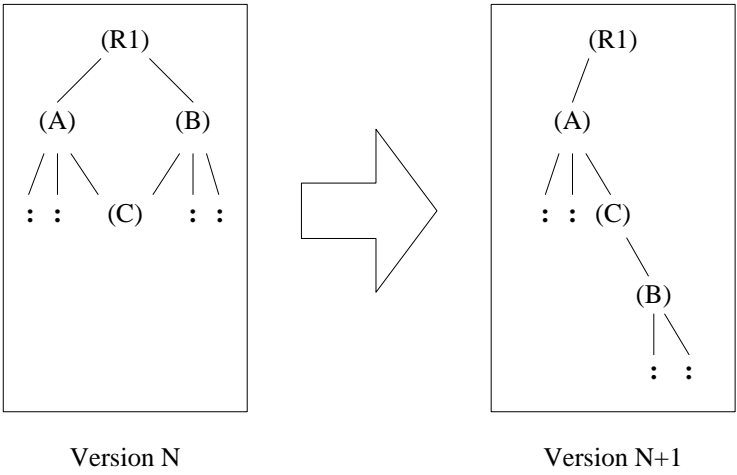 (R1)
(A) (B)
: : (C) : :
Version N
(R1)
(A)
: : (C)
(B)
: :
Version N+1